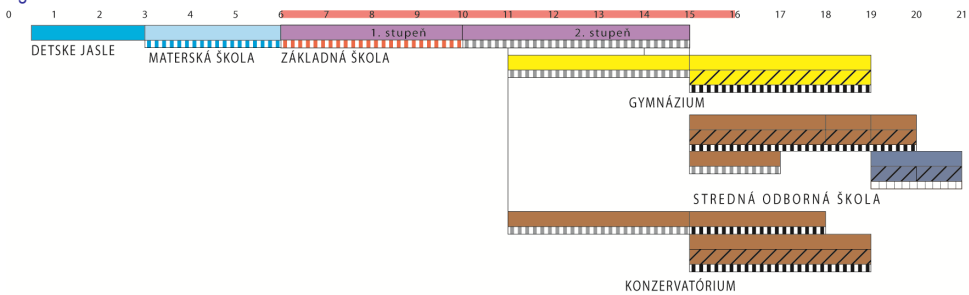 0 1 2 3 4 5 6 7 8 9 10 11 12 13 14 15 16 17 18 19 20 21
1. stupeň 2. stupeň
DETSKE JASLE MATERSKÁ ŠKOLA ZÁKLADNÁ ŠKOLA
GYMNÁZIUM
STREDNÁ ODBORNÁ ŠKOLA
KONZERVATÓRIUM